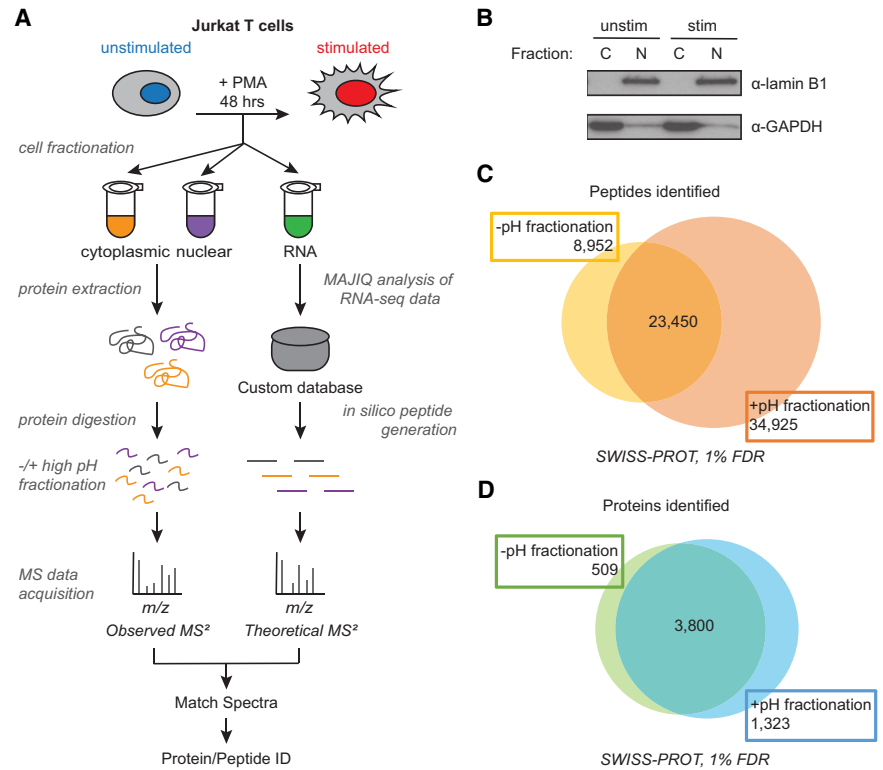 A
Jurkat T cells
unstimulated
stimulated
+ PMA
48 hrs
cell fractionation
cytoplasmic nuclear
RNA
protein extraction
MAJIQ analysis of
RNA-seq data
Custom database
protein digestion
in silico peptide
generation
-/+ high pH
fractionation
MS data
acquisition
m/z
m/z
Observed MS²
Theoretical MS²
Match Spectra
Protein/Peptide ID
B
unstim
stim
Fraction:
C
N
C
N
α-lamin B1
α-GAPDH
C
Peptides identified
-pH fractionation
8,952
23,450
+pH fractionation
34,925
SWISS-PROT, 1% FDR
D
Proteins identified
-pH fractionation
509
3,800
+pH fractionation
1,323
SWISS-PROT, 1% FDR